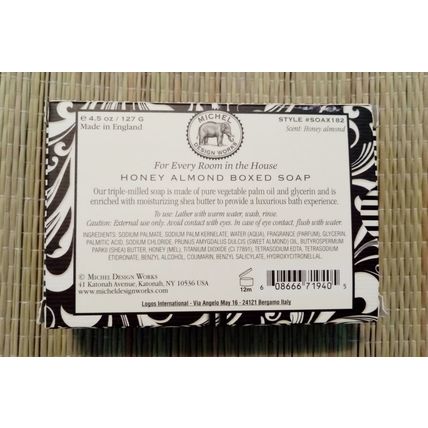 ℮ 4.5 oz / 127 G
Made in England
MICHEL
DESIGN WORKS
STYLE #SOAX182
Scent: Honey almond
For Every Room in the House
HONEY ALMOND BOXED SOAP
Our triple-milled soap is made of pure vegetable palm oil and glycerin and is
enriched with moisturizing shea butter to provide a luxurious bath experience.
To use: Lather with warm water, wash, rinse.
Caution: External use only. Avoid contact with eyes. In case of eye contact, flush with water.
INGREDIENTS: SODIUM PALMATE, SODIUM PALM KERNELATE, WATER (AQUA), FRAGRANCE (PARFUM), GLYCERIN,
PALMITIC ACID, SODIUM CHLORIDE, PRUNUS AMYGDALUS DULCIS (SWEET ALMOND) OIL, BUTYROSPERMUM
PARKII (SHEA) BUTTER, HONEY (MEL), TITANIUM DIOXIDE (CI 77891), TETRASODIUM EDTA, TETRASODIUM
ETIDRONATE, BENZYL ALCOHOL, COUMARIN, BENZYL SALICYLATE, HYDROXYCITRONELLAL.
© MICHEL DESIGN WORKS
41 Katonah Avenue, Katonah, NY 10536 USA
www.micheldesignworks.com
12m
6 08666 71940 5
Logos International - Via Angelo May 16 - 24121 Bergamo Italy